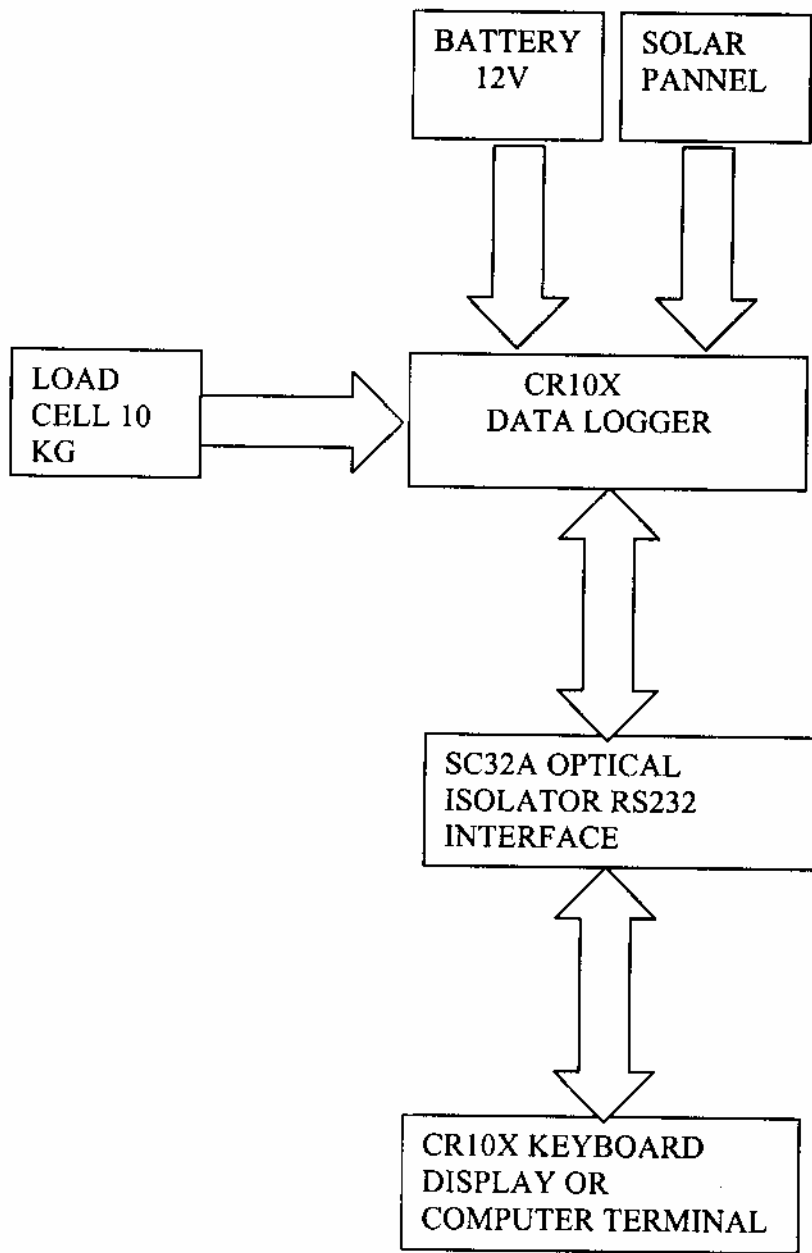 BATTERY
12V
SOLAR
PANNEL
LOAD
CELL 10
KG
CR10X
DATA LOGGER
SC32A OPTICAL
ISOLATOR RS232
INTERFACE
CR10X KEYBOARD
DISPLAY OR
COMPUTER TERMINAL